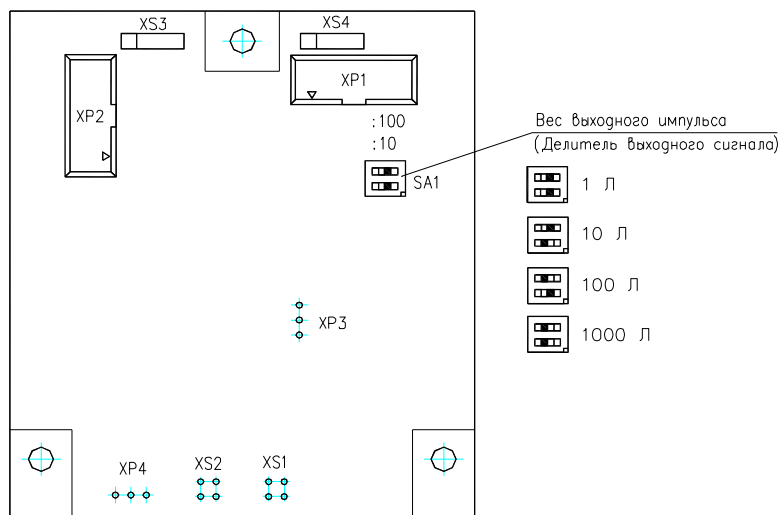 XS3
XS4
XP1
XP2
:100
:10
SA1
Вес выходного импульса
(Делитель выходного сигнала)
1 Л
10 Л
100 Л
1000 Л
XP3
XP4
XS2
XS1